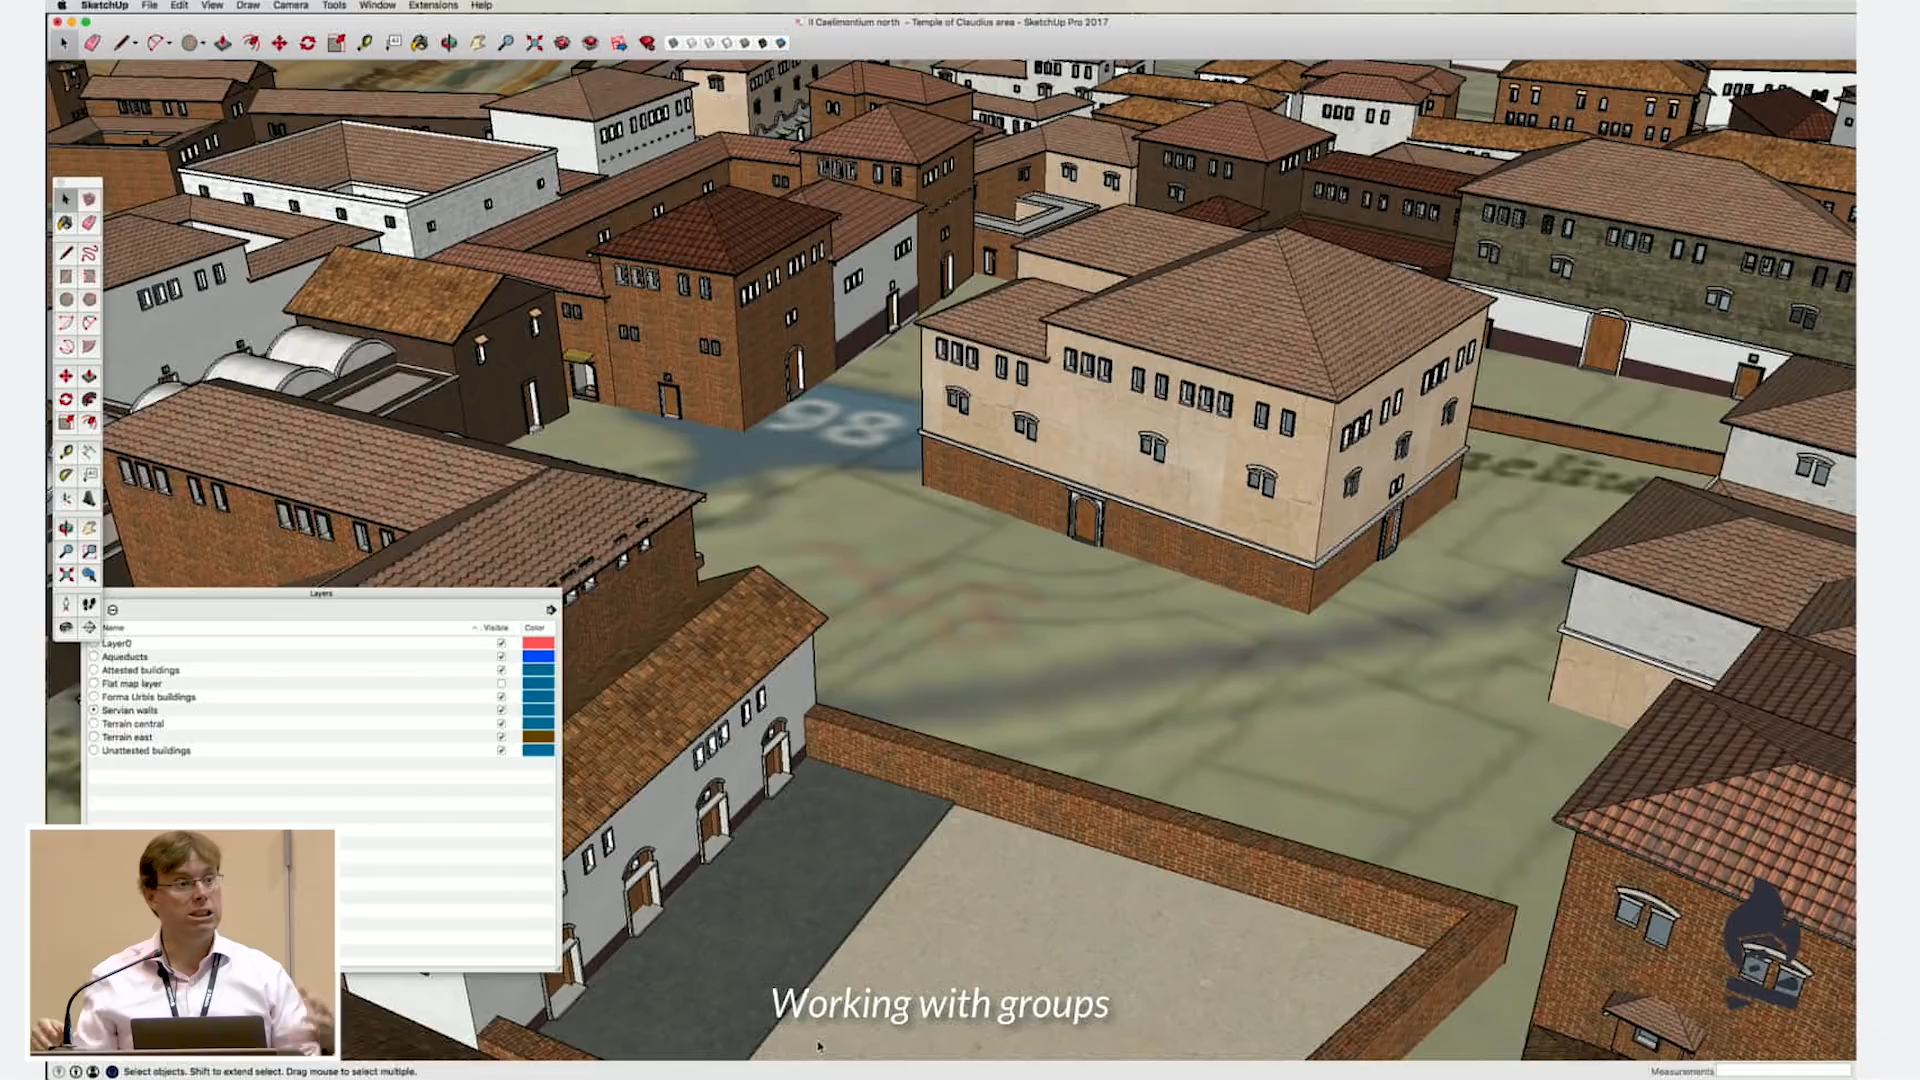 SketchUp File Edit View Draw Camera Tools Window Extensions Help
II Caelimontium north - Temple of Claudius area - SketchUp Pro 2017
98
Layers
Name Visible Color
Layer0
Aqueducts
Attested buildings
Flat map layer
Forma Urbis buildings
Servian walls
Terrain central
Terrain east
Unattested buildings
Working with groups
Select objects. Shift to extend select. Drag mouse to select multiple.
Measurements